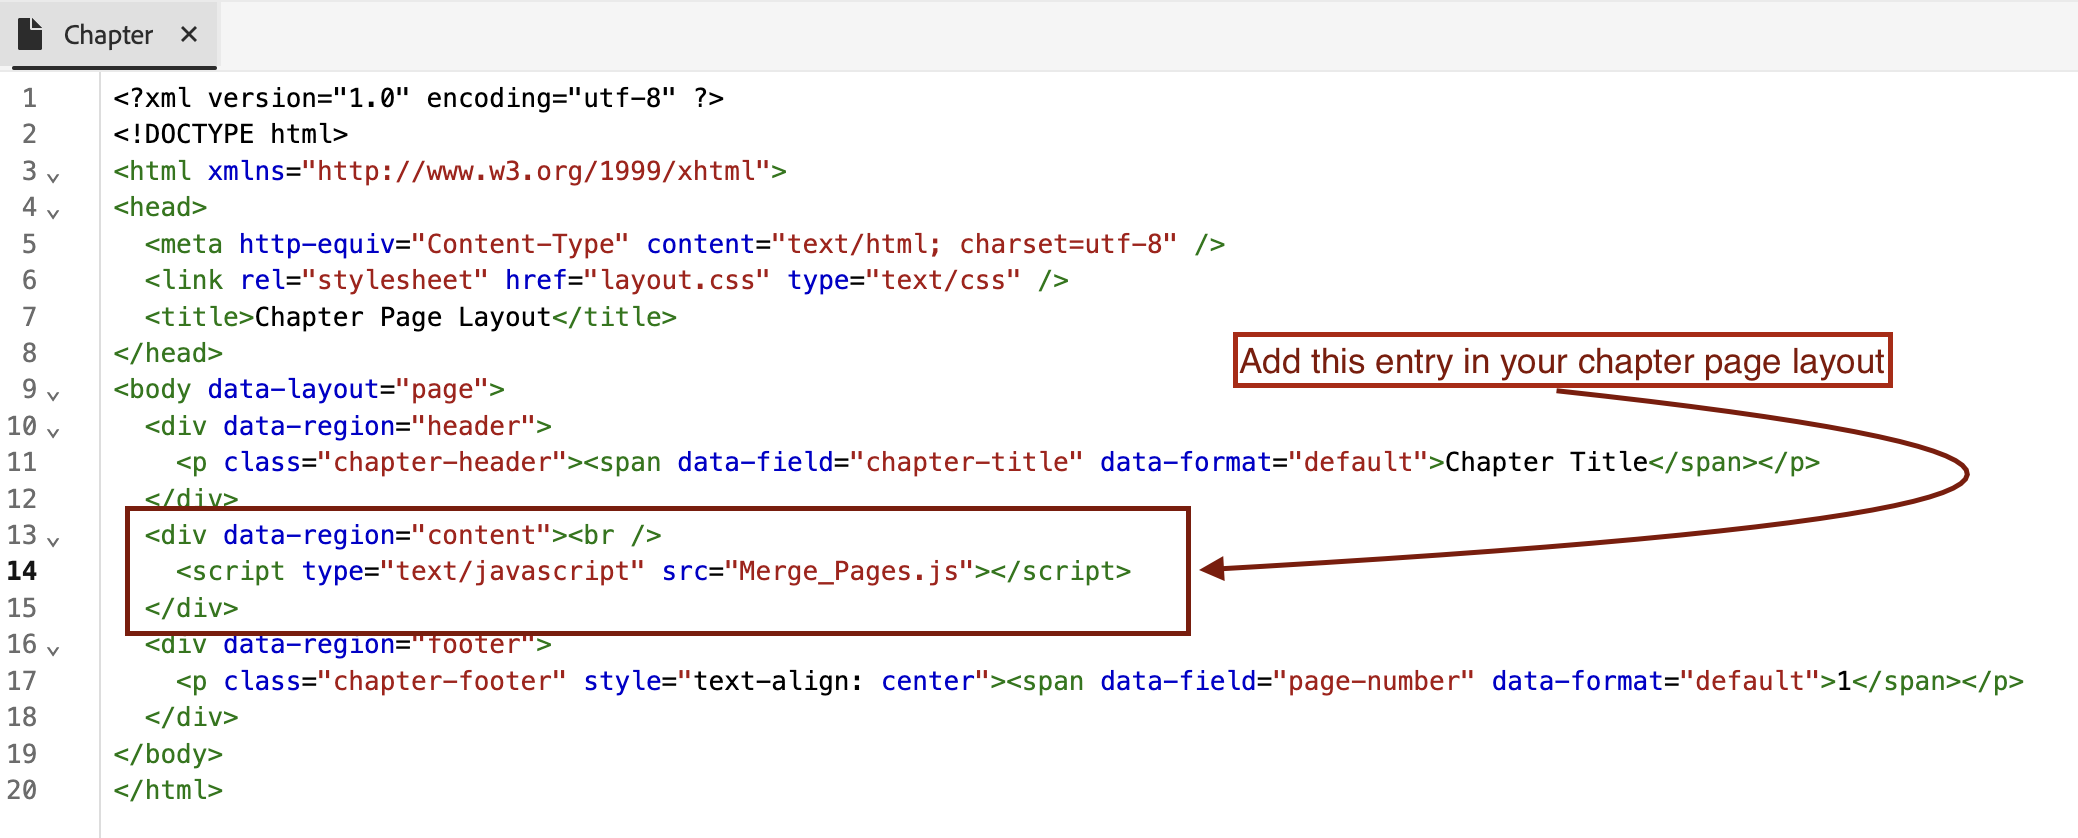 Chapter ×
1 <?xml version="1.0" encoding="utf-8" ?>
2 <!DOCTYPE html>
3 <html xmlns="http://www.w3.org/1999/xhtml">
4 <head>
5 <meta http-equiv="Content-Type" content="text/html; charset=utf-8" />
6 <link rel="stylesheet" href="layout.css" type="text/css" />
7 <title>Chapter Page Layout</title>
8 </head>
Add this entry in your chapter page layout
9 <body data-layout="page">
10 <div data-region="header">
11 <p class="chapter-header"><span data-field="chapter-title" data-format="default">Chapter Title</span></p>
12 </div>
13 <div data-region="content"><br />
14 <script type="text/javascript" src="Merge_Pages.js"></script>
15 </div>
16 <div data-region="footer">
17 <p class="chapter-footer" style="text-align: center"><span data-field="page-number" data-format="default">1</span></p>
18 </div>
19 </body>
20 </html>